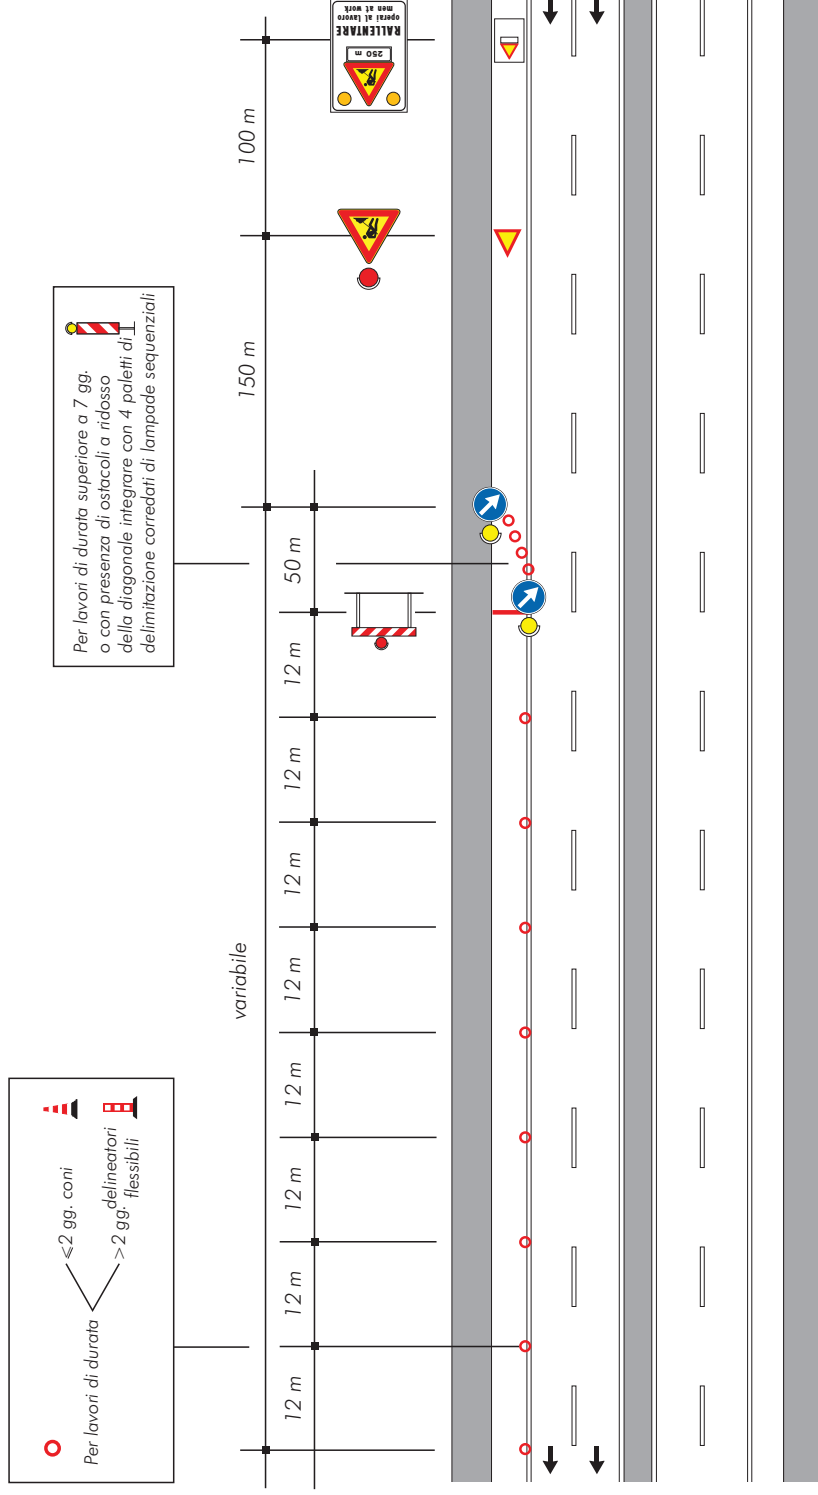 250 m
RALLENTARE
operai al lavoro
men at work
100 m
150 m
Per lavori di durata superiore a 7 gg.
o con presenza di ostacoli a ridosso
della diagonale integrare con 4 paletti di
delimitazione corredati di lampade sequenziali
50 m
12 m
12 m
12 m
12 m
12 m
12 m
12 m
12 m
variabile
Per lavori di durata
⩽2 gg. coni
>2 gg. delineatori
flessibili